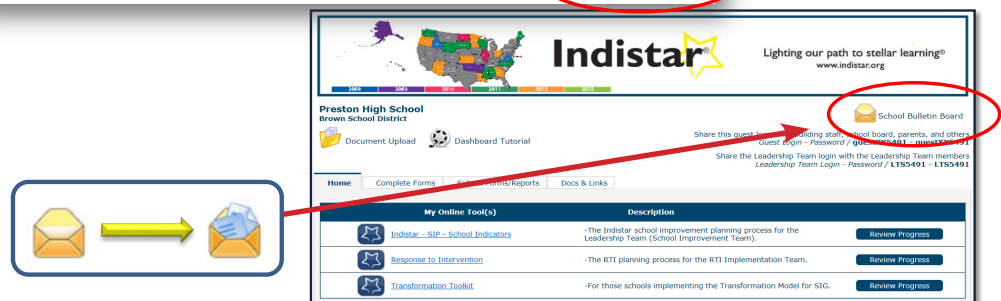 Indistar®
Lighting our path to stellar learning®
www.indistar.org
2008 2009 2010 2011 2012 2013
Preston High School
Brown School District
School Bulletin Board
Document Upload
Dashboard Tutorial
Share this guest login with building staff, school board, parents, and others
Guest Login - Password /
Share the Leadership Team login with the Leadership Team members
Leadership Team Login - Password / LTS5491 - LTS5491
Home
Complete Forms
Submit Forms/Reports
Docs & Links
My Online Tool(s)
Description
Indistar - SIP - School Indicators
-The Indistar school improvement planning process for the
Leadership Team (School Improvement Team).
Review Progress
Response to Intervention
-The RTI planning process for the RTI Implementation Team.
Review Progress
Transformation Toolkit
-For those schools implementing the Transformation Model for SIG.
Review Progress